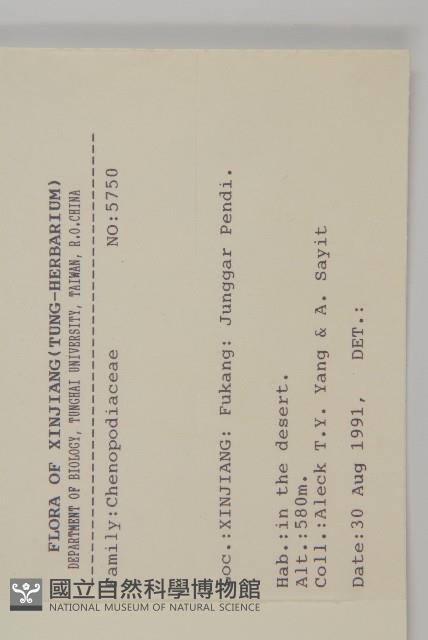 FLORA OF XINJIANG(TUNG-HERBARIUM)
DEPARTMENT OF BIOLOGY, TUNGHAI UNIVERSITY, TAIWAN, R.O.CHINA
amily:Chenopodiaceae NO:5750
oc.:XINJIANG: Fukang: Junggar Pendi.
Hab.:in the desert.
Alt.:580m.
Coll.:Aleck T.Y. Yang & A. Sayit
Date:30 Aug 1991, DET.:
國立自然科學博物館
NATIONAL MUSEUM OF NATURAL SCIENCE